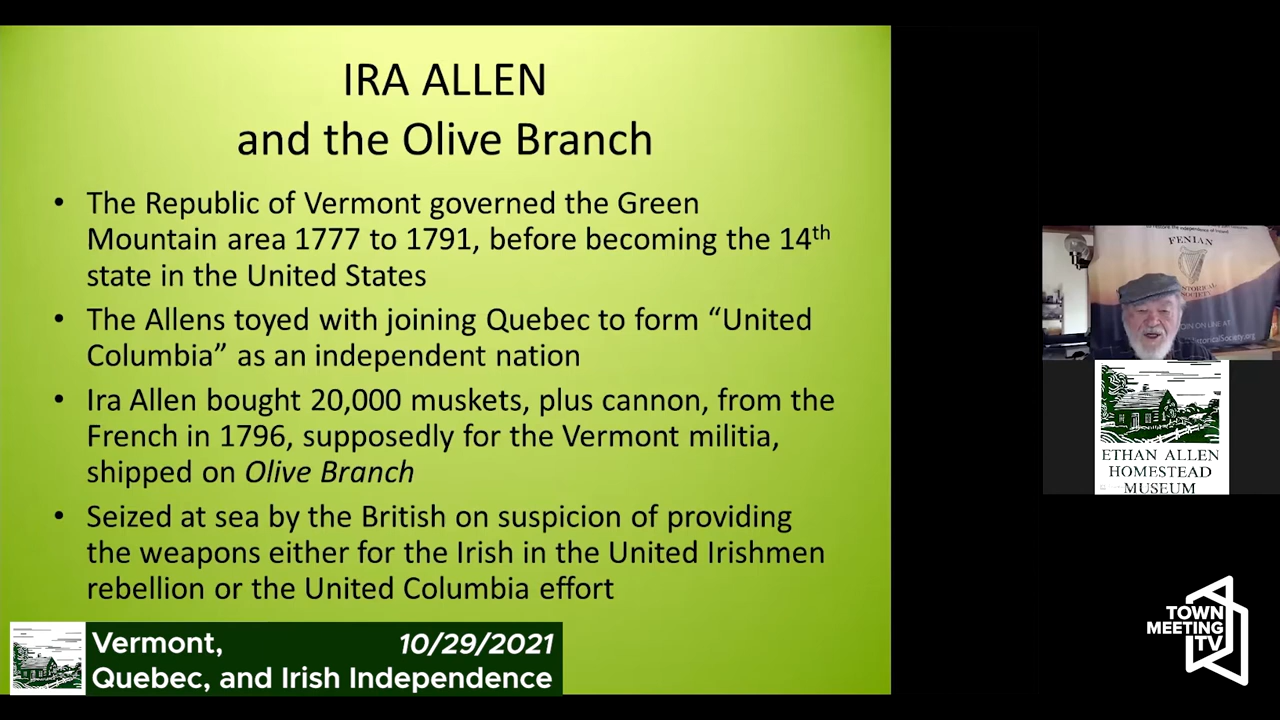 IRA ALLEN
and the Olive Branch
• The Republic of Vermont governed the Green
Mountain area 1777 to 1791, before becoming the 14th
state in the United States
• The Allens toyed with joining Quebec to form “United
Columbia” as an independent nation
• Ira Allen bought 20,000 muskets, plus cannon, from the
French in 1796, supposedly for the Vermont militia,
shipped on Olive Branch
• Seized at sea by the British on suspicion of providing
the weapons either for the Irish in the United Irishmen
rebellion or the United Columbia effort
Vermont, 10/29/2021
Quebec, and Irish Independence
FENIAN
ON LINE AT
ETHAN ALLEN
HOMESTEAD
MUSEUM
TOWN
MEETING
TV